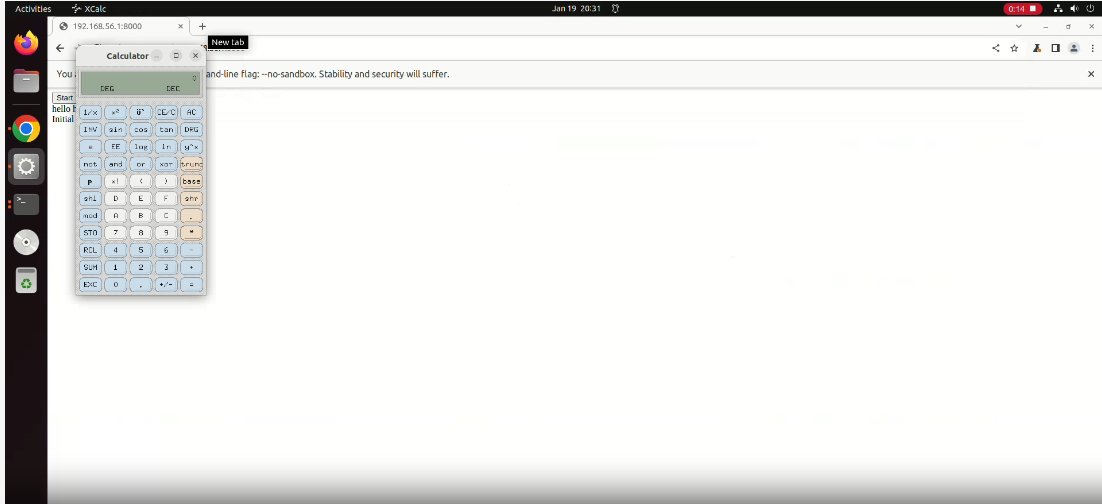 Activities XCalc Jan 19 20:31 0:14
192.168.56.1:8000
New tab
Calculator
You and-line flag: --no-sandbox. Stability and security will suffer.
0
DEG DEC
Start
hello
Initial
1/x x² CE/C AC
INV sin cos tan DRG
e EE log ln y^x
not and or xor trunc
p x! ( ) base
shl D E F shr
mod A B C
STO 7 8 9 *
RCL 4 5 6 -
SUM 1 2 3 +
EXC 0 +/- =